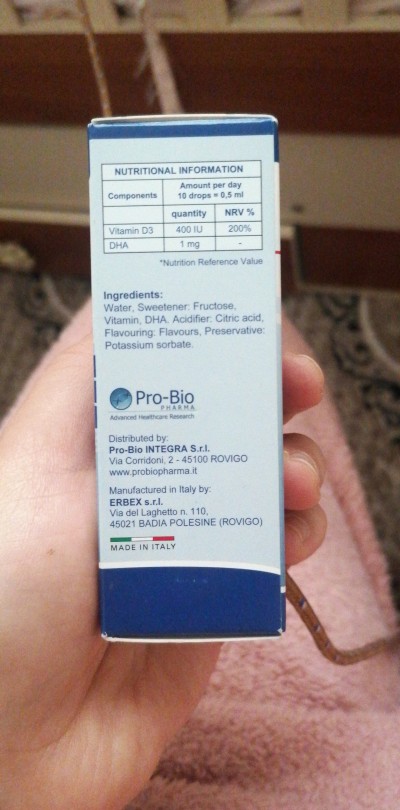 NUTRITIONAL INFORMATION
Components
Amount per day
10 drops = 0,5 ml
quantity NRV %
Vitamin D3 400 IU 200%
DHA 1 mg -
*Nutrition Reference Value
Ingredients:
Water, Sweetener: Fructose,
Vitamin, DHA. Acidifier: Citric acid,
Flavouring: Flavours, Preservative:
Potassium sorbate.
Pro-Bio
PHARMA
Advanced Healthcare Research
Distributed by:
Pro-Bio INTEGRA S.r.l.
Via Corridoni, 2 - 45100 ROVIGO
www.probiopharma.it
Manufactured in Italy by:
ERBEX s.r.l.
Via del Laghetto n. 110,
45021 BADIA POLESINE (ROVIGO)
MADE IN ITALY